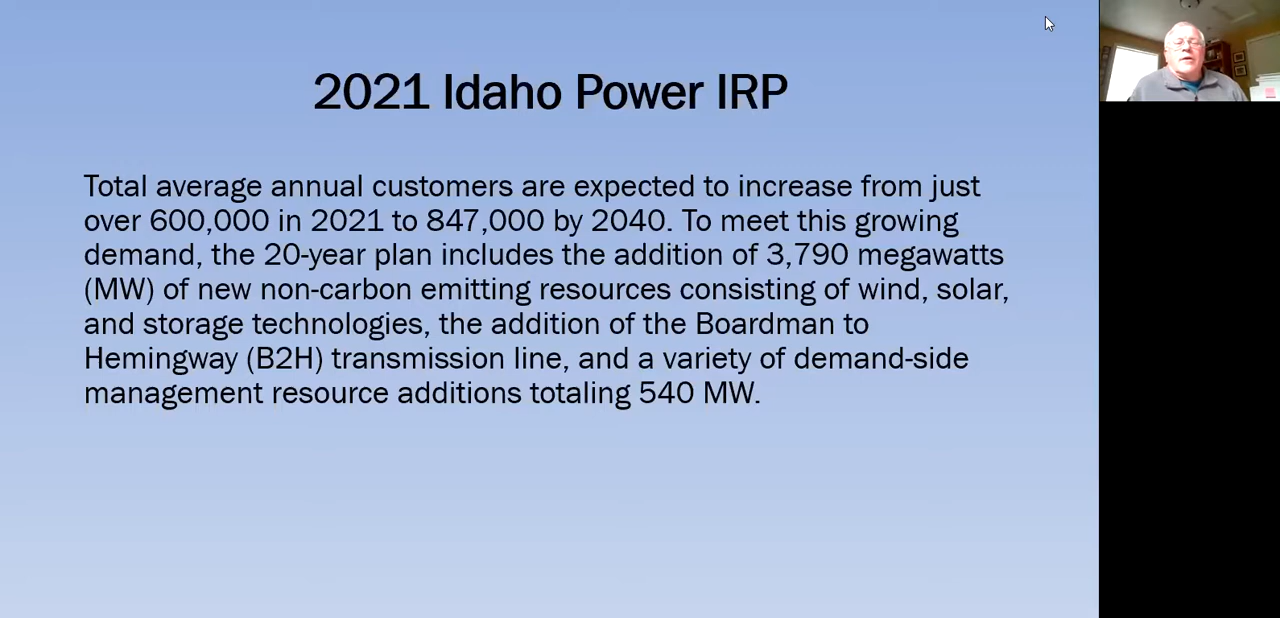 2021 Idaho Power IRP
Total average annual customers are expected to increase from just
over 600,000 in 2021 to 847,000 by 2040. To meet this growing
demand, the 20-year plan includes the addition of 3,790 megawatts
(MW) of new non-carbon emitting resources consisting of wind, solar,
and storage technologies, the addition of the Boardman to
Hemingway (B2H) transmission line, and a variety of demand-side
management resource additions totaling 540 MW.